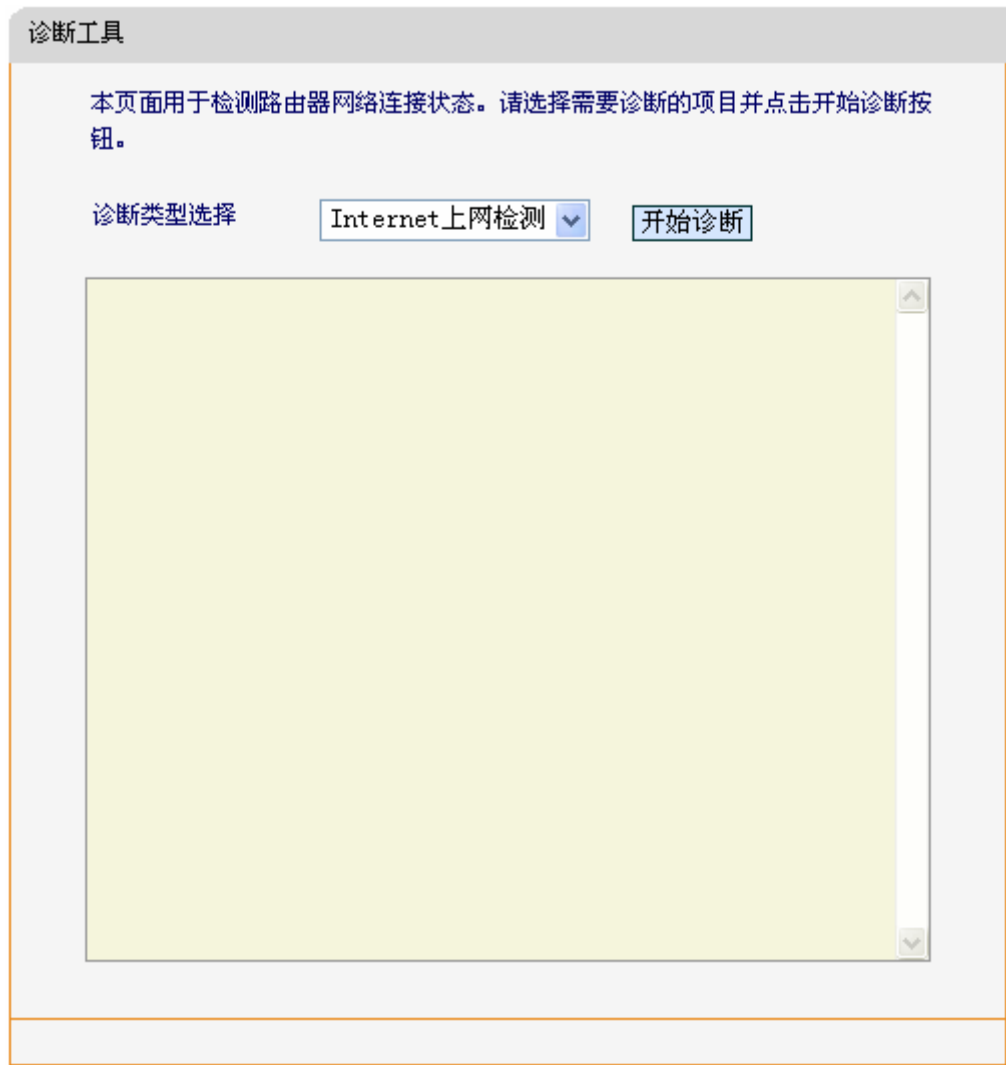 诊断工具
本页面用于检测路由器网络连接状态。请选择需要诊断的项目并点击开始诊断按
钮。
诊断类型选择 Internet上网检测 开始诊断